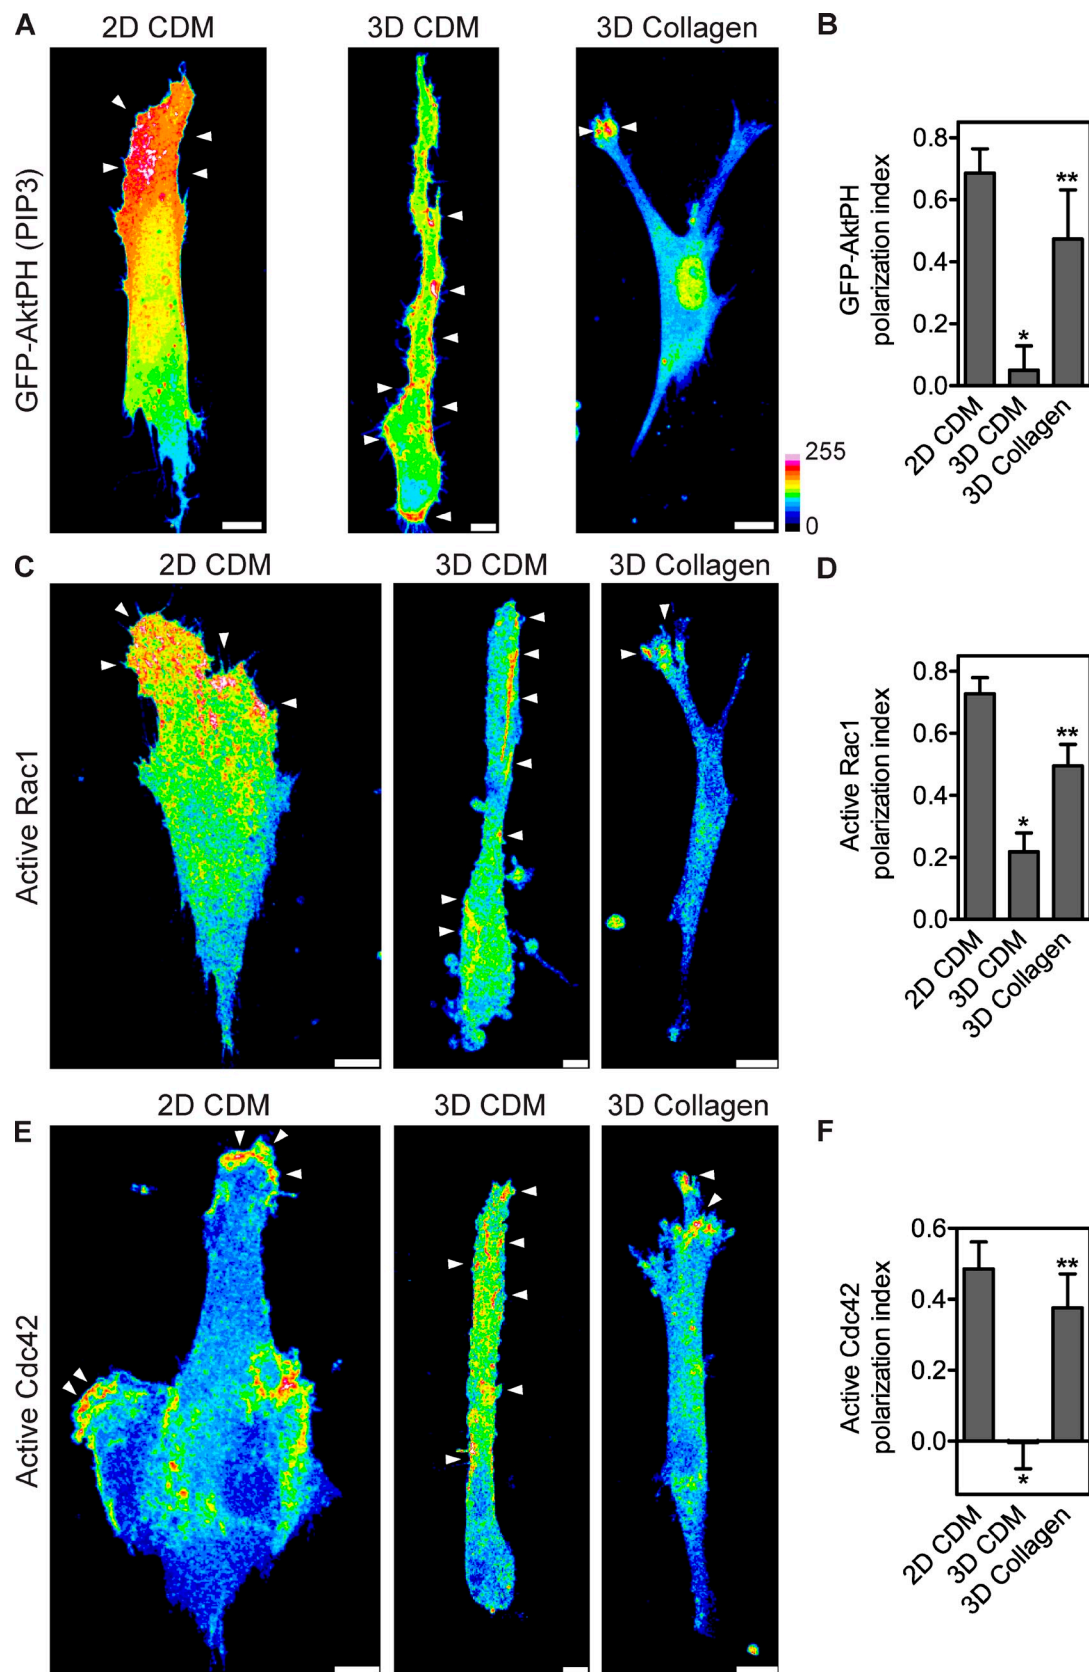 A
2D CDM
3D CDM
3D Collagen
GFP-AktPH (PIP3)
255
0
B
GFP-AktPH
polarization index
0.8
0.6
0.4
0.2
0.0
*
**
2D CDM
3D CDM
3D Collagen
C
2D CDM
3D CDM
3D Collagen
Active Rac1
D
Active Rac1
polarization index
0.8
0.6
0.4
0.2
0.0
*
**
2D CDM
3D CDM
3D Collagen
E
2D CDM
3D CDM
3D Collagen
Active Cdc42
F
Active Cdc42
polarization index
0.6
0.4
0.2
0.0
*
**
2D CDM
3D CDM
3D Collagen